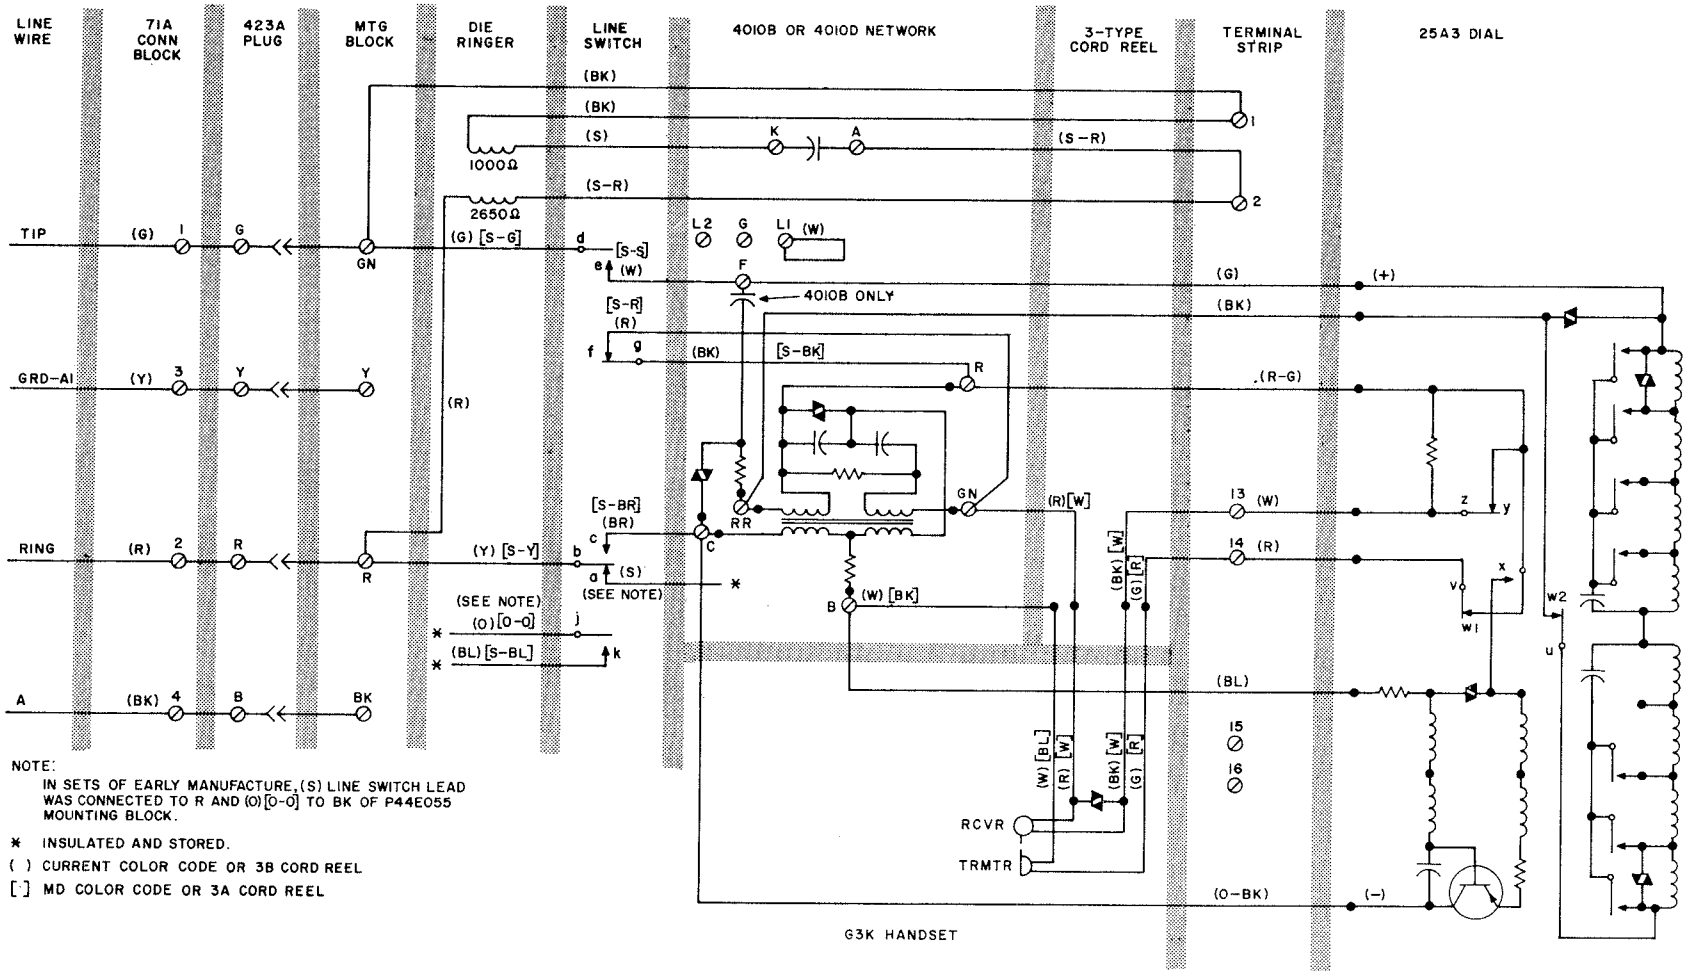 LINE WIRE
71A CONN BLOCK
423A PLUG
MTG BLOCK
DIE RINGER
LINE SWITCH
4010B OR 4010D NETWORK
3-TYPE CORD REEL
TERMINAL STRIP
25A3 DIAL
(BK)
(BK)
1
(S)
K
A
(S-R)
1000Ω
(S-R)
2
2650Ω
TIP
(G)
1
G
GN
(G) [S-G]
d
[S-S]
L2
G
L1
(W)
e
(W)
F
(G)
(+)
4010B ONLY
[S-R]
(R)
(BK)
f
g
(BK)
[S-BK]
R
GRD-A1
(Y)
3
Y
Y
(R-G)
(R)
[S-BR]
(BR)
RR
GN
(R)[W]
13
(W)
z
y
c
C
RING
(R)
2
R
R
(Y) [S-Y]
b
14
(R)
(BK) [W]
(G) [R]
a
(S)
(SEE NOTE)
*
v
x
(SEE NOTE)
*
(O) [O-O]
j
B
(W) [BK]
w1
w2
*
(BL) [S-BL]
k
u
(BL)
A
(BK)
4
B
BK
(W) [BL]
(R) [W]
(BK) [W]
(G) [R]
15
16
RCVR
TRMTR
(O-BK)
(-)
G3K HANDSET
NOTE:
IN SETS OF EARLY MANUFACTURE, (S) LINE SWITCH LEAD
WAS CONNECTED TO R AND (O)[O-O] TO BK OF P44E055
MOUNTING BLOCK.
* INSULATED AND STORED.
( ) CURRENT COLOR CODE OR 3B CORD REEL
[ ] MD COLOR CODE OR 3A CORD REEL